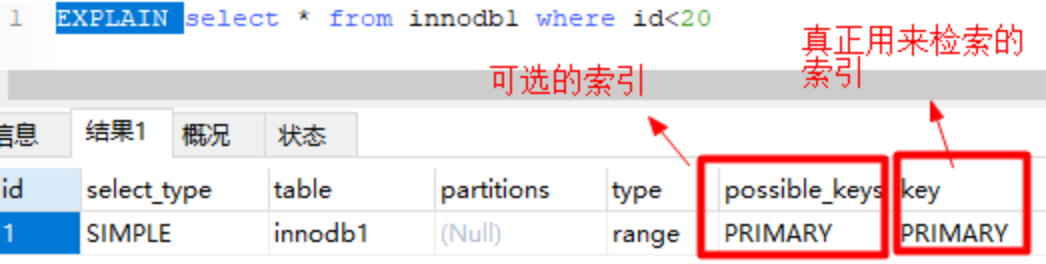 1 EXPLAIN select * from innodb1 where id<20
真正用来检索的
索引
可选的索引
信息 结果1 概况 状态
id select_type table partitions type possible_keys key
1 SIMPLE innodb1 (Null) range PRIMARY PRIMARY